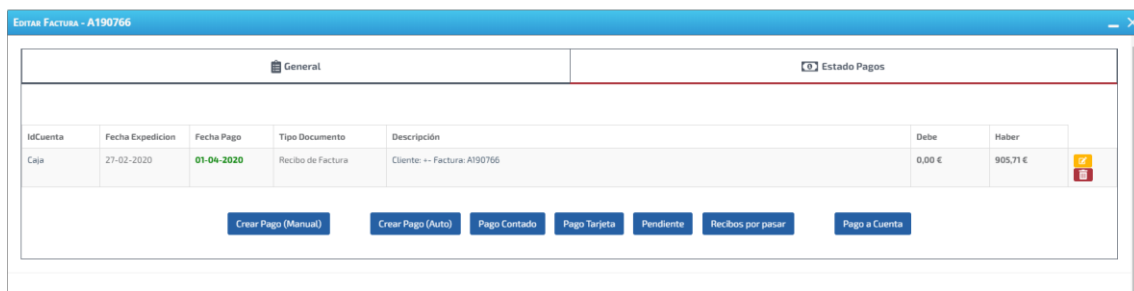 Editar Factura - A190766
General
Estado Pagos
IdCuenta Fecha Expedicion Fecha Pago Tipo Documento Descripción Debe Haber
Caja 27-02-2020 01-04-2020 Recibo de Factura Cliente: +- Factura: A190766 0,00 € 905,71 €
Crear Pago (Manual) Crear Pago (Auto) Pago Contado Pago Tarjeta Pendiente Recibos por pasar Pago a Cuenta